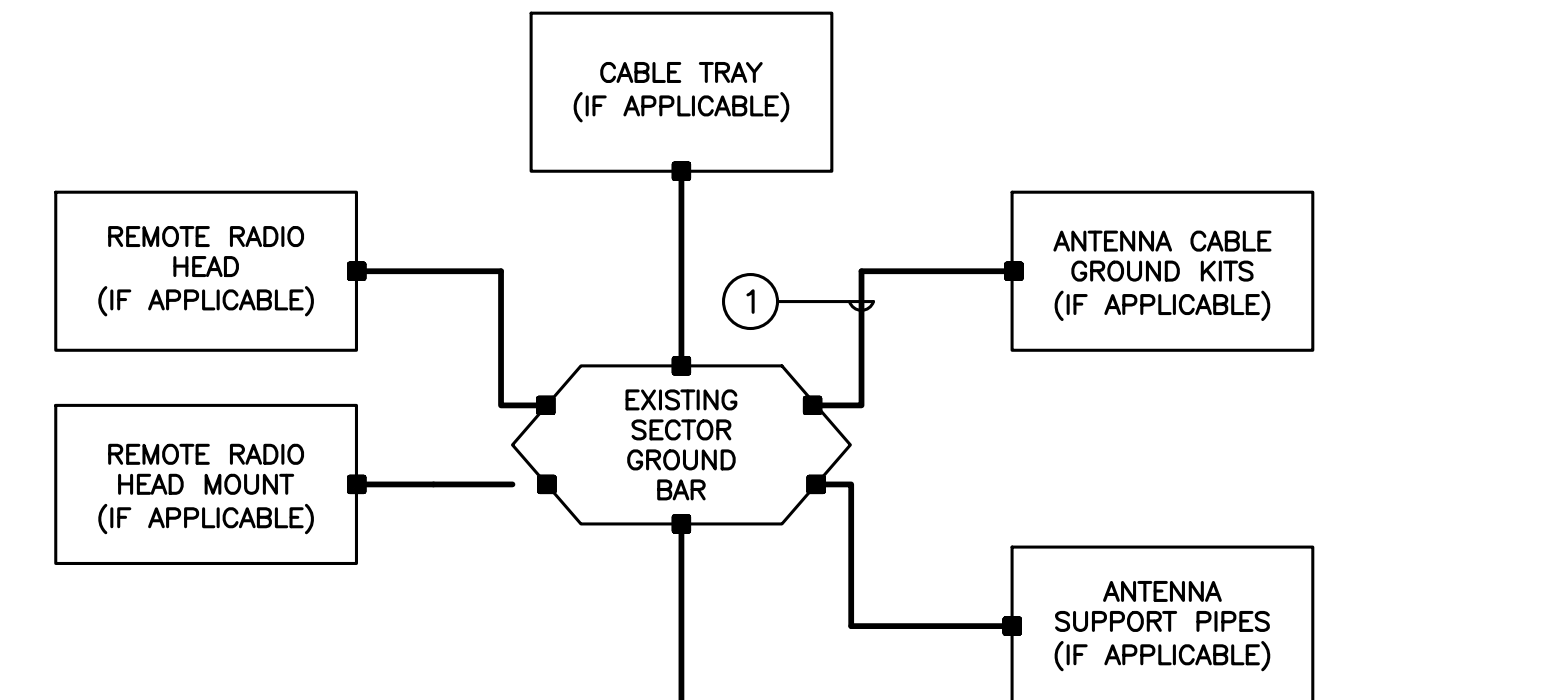 CABLE TRAY
(IF APPLICABLE)
REMOTE RADIO
HEAD
(IF APPLICABLE)
1
ANTENNA CABLE
GROUND KITS
(IF APPLICABLE)
REMOTE RADIO
HEAD MOUNT
(IF APPLICABLE)
EXISTING
SECTOR
GROUND
BAR
ANTENNA
SUPPORT PIPES
(IF APPLICABLE)